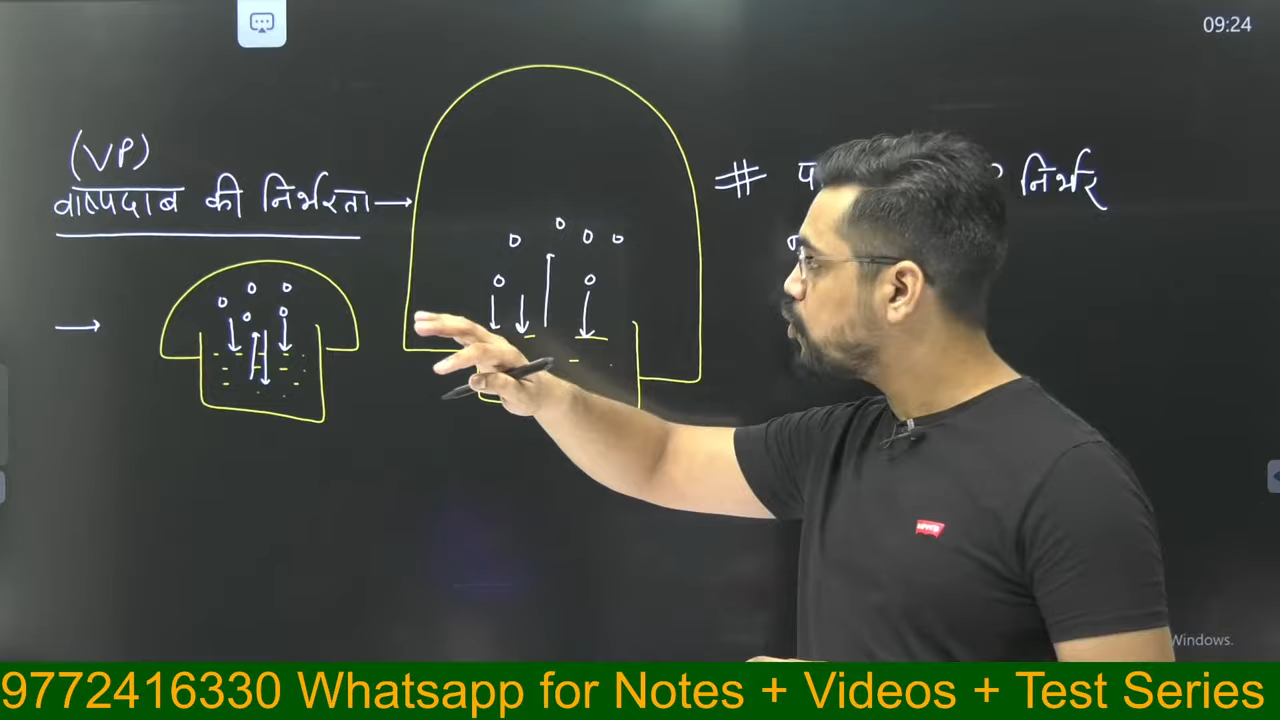 09:24
(VP)
वाष्पदाब की निर्भरता →
# निर्भर
Windows.
9772416330 Whatsapp for Notes + Videos + Test Series